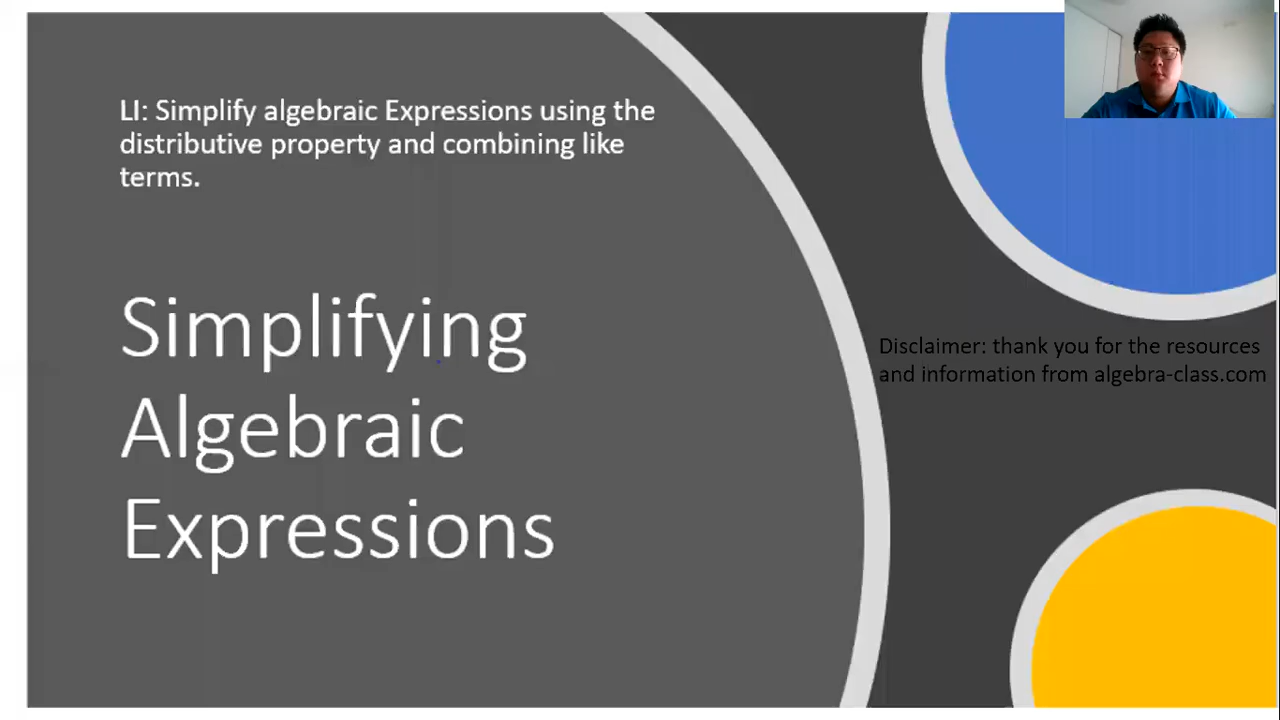 LI: Simplify algebraic Expressions using the
distributive property and combining like
terms.
Simplifying
Algebraic
Expressions
Disclaimer: thank you for the resources
and information from algebra-class.com